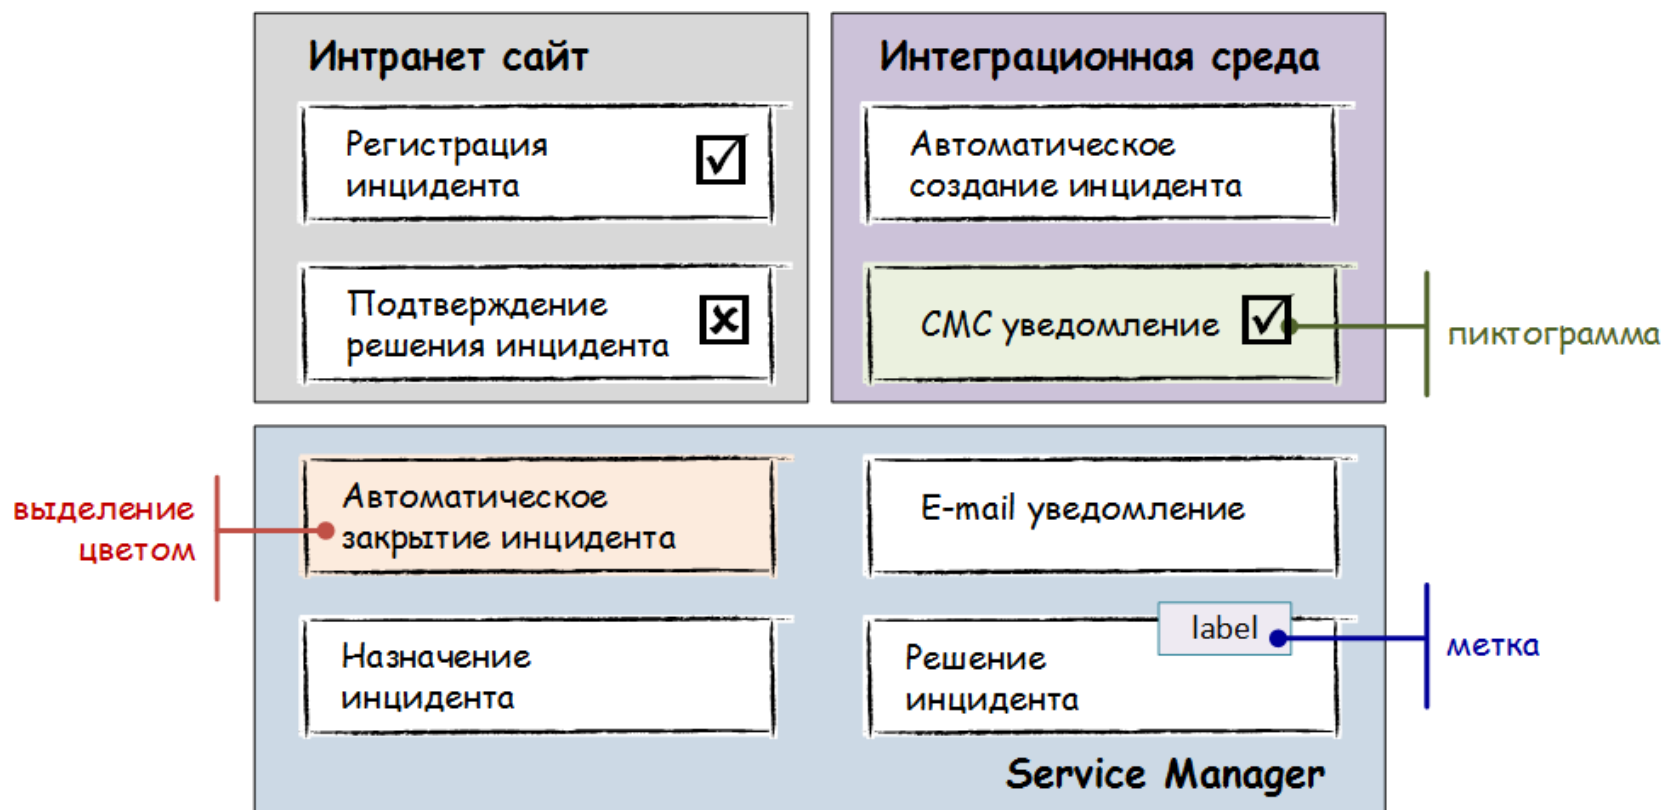 Интранет сайт
Регистрация
инцидента
Подтверждение
решения инцидента
Интеграционная среда
Автоматическое
создание инцидента
СМС уведомление
пиктограмма
выделение
цветом
Автоматическое
закрытие инцидента
E-mail уведомление
Назначение
инцидента
label
Решение
инцидента
метка
Service Manager